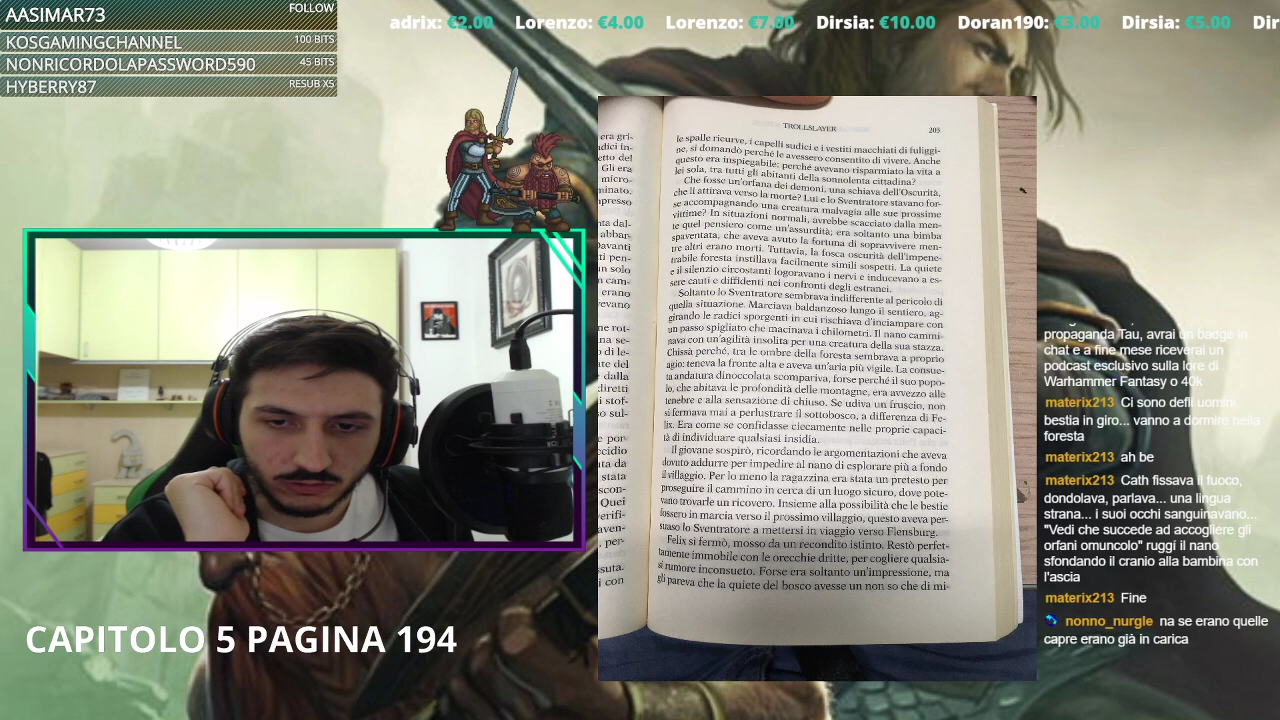 AASIMAR73 FOLLOW
KOSGAMINGCHANNEL 100 BITS
NONRICORDOLAPASSWORD590 45 BITS
HYBERRY87 RESUB X5
adrix: €2.00 Lorenzo: €4.00 Lorenzo: €7.00 Dirsia: €10.00 Doran190: €3.00 Dirsia: €5.00 Dir
CAPITOLO 5 PAGINA 194
TROLLSLAYER 203
le spalle ricurve, i capelli sudici e i vestiti macchiati di fuliggi-
ne, si domandò perché le avessero consentito di vivere. Anche
questo era inspiegabile: perché avevano risparmiato la vita a
lei sola, tra tutti gli abitanti della sonnolenta cittadina?
Che fosse un'orfana dei demoni, una schiava dell'Oscurità,
che li attirava verso la morte? Lui e lo Sventratore stavano for-
se accompagnando una creatura malvagia alle sue prossime
vittime? In situazioni normali, avrebbe scacciato dalla men-
te quel pensiero come un'assurdità; era soltanto una bimba
spaventata, che aveva avuto la fortuna di sopravvivere men-
tre altri erano morti. Tuttavia, la fosca oscurità dell'impene-
trabile foresta instillava facilmente simili sospetti. La quiete
e il silenzio circostanti logoravano i nervi e inducevano a es-
sere cauti e diffidenti nei confronti degli estranei.
Soltanto lo Sventratore sembrava indifferente al pericolo di
quella situazione. Marciava baldanzoso lungo il sentiero, ag-
girando le radici sporgenti in cui rischiava d'inciampare con
un passo spigliato che macinava i chilometri. Il nano cammi-
nava con un'agilità insolita per una creatura della sua stazza.
Chissà perché, tra le ombre della foresta sembrava a proprio
agio: teneva la fronte alta e aveva un'aria più vigile. La consue-
ta andatura dinoccolata scompariva, forse perché il suo popo-
lo, che abitava le profondità delle montagne, era avvezzo alle
tenebre e alla sensazione di chiuso. Se udiva un fruscio, non
si fermava mai a perlustrare il sottobosco, a differenza di Fe-
lix. Era come se confidasse ciecamente nelle proprie capaci-
tà di individuare qualsiasi insidia.
Il giovane sospirò, ricordando le argomentazioni che aveva
dovuto addurre per impedire al nano di esplorare più a fondo
il villaggio. Per lo meno la ragazzina era stata un pretesto per
proseguire il cammino in cerca di un luogo sicuro, dove pote-
vano trovarle un ricovero. Insieme alla possibilità che le bestie
fossero in marcia verso il prossimo villaggio, questo aveva per-
suaso lo Sventratore a mettersi in viaggio verso Flensburg.
Felix si fermò, mosso da un recondito istinto. Restò perfet-
tamente immobile con le orecchie dritte, per cogliere qualsia-
si rumore inconsueto. Forse era soltanto un'impressione, ma
gli pareva che la quiete del bosco avesse un non so che di mi-
propaganda Tau, avrai un badge in
chat e a fine mese riceverai un
podcast esclusivo sulla lore di
Warhammer Fantasy o 40k
materix213 Ci sono defli uomini
bestia in giro... vanno a dormire nella
foresta
materix213 ah be
materix213 Cath fissava il fuoco,
dondolava, parlava... una lingua
strana... i suoi occhi sanguinavano...
"Vedi che succede ad accogliere gli
orfani omuncolo" ruggi il nano
sfondando il cranio alla bambina con
l'ascia
materix213 Fine
nonno_nurgle na se erano quelle
capre erano già in carica